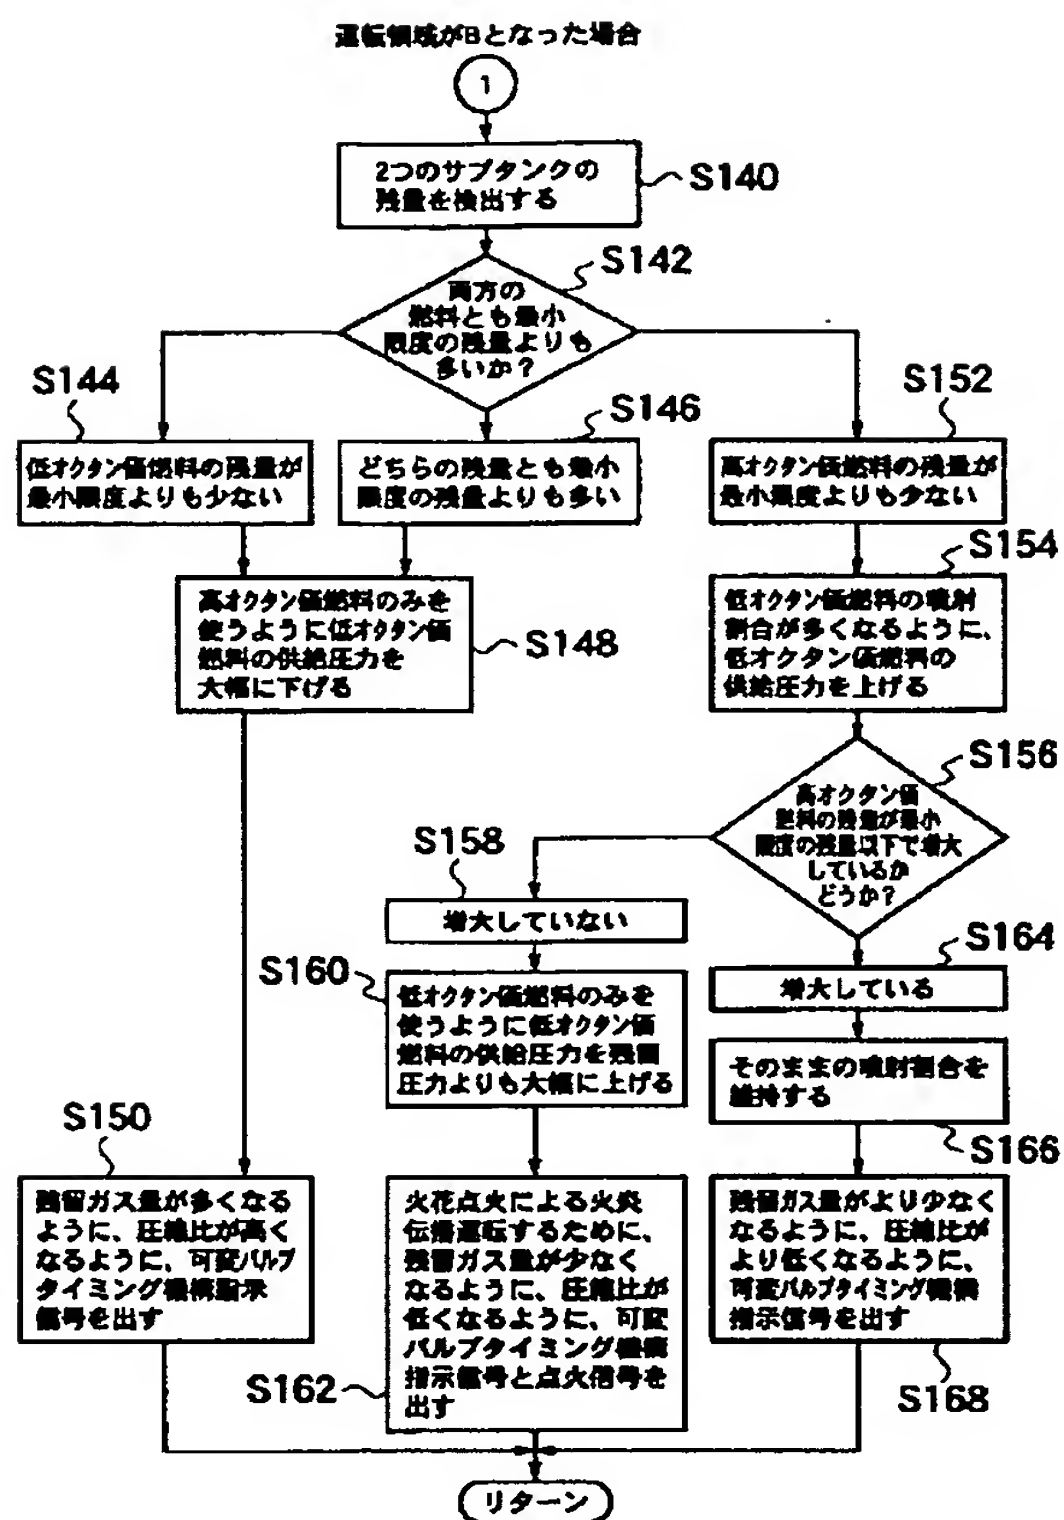 運転領域がBとなった場合
1
2つのサブタンクの
残量を検出する
S140
S142
両方の
燃料とも最小
限度の残量よりも
多いか？
S144
低オクタン価燃料の残量が
最小限度よりも少ない
S146
どちらの残量とも最小
限度の残量よりも多い
S152
高オクタン価燃料の残量が
最小限度よりも少ない
高オクタン価燃料のみを
使うように低オクタン価
燃料の供給圧力を
大幅に下げる
S148
S154
低オクタン価燃料の噴射
割合が多くなるように、
低オクタン価燃料の
供給圧力を上げる
S156
高オクタン価
燃料の残量が最小
限度の残量以下で増大
しているか
どうか？
S158
増大していない
S164
増大している
S160
低オクタン価燃料のみを
使うように低オクタン価
燃料の供給圧力を残留
圧力よりも大幅に上げる
そのままの噴射割合を
維持する
S166
S150
残留ガス量が多くなる
ように、圧縮比が高く
なるように、可変バルブ
タイミング機構指示
信号を出す
火花点火による火炎
伝播運転するために、
残留ガス量が少なく
なるように、圧縮比が
低くなるように、可変
バルブタイミング機構
指示信号と点火信号を
出す
S162
残留ガス量がより少なく
なるように、圧縮比が
より低くなるように、
可変バルブタイミング機構
指示信号を出す
S168
リターン